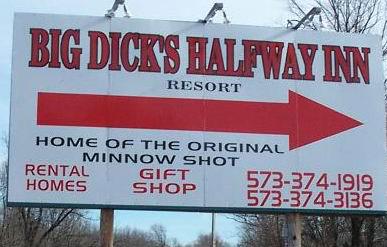 BIG DICK'S HALFWAY INN
RESORT
HOME OF THE ORIGINAL
MINNOW SHOT
RENTAL HOMES
GIFT SHOP
573-374-1919
573-374-3136